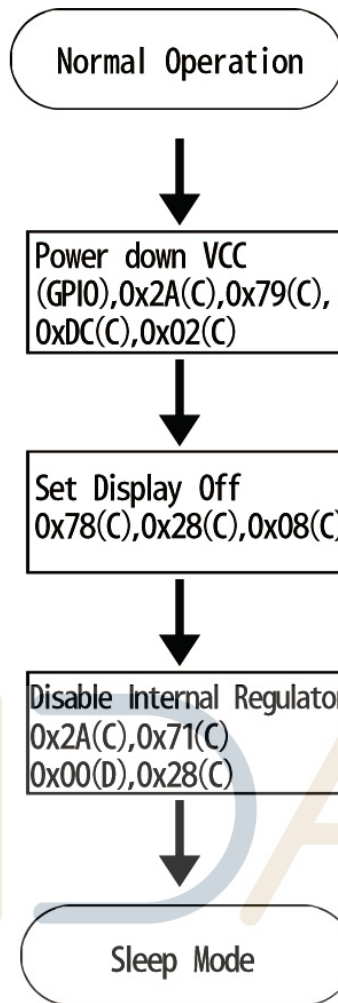 Normal Operation
Power down VCC
(GPIO),0x2A(C),0x79(C),
0xDC(C),0x02(C)
Set Display Off
0x78(C),0x28(C),0x08(C)
Disable Internal Regulator
0x2A(C),0x71(C)
0x00(D),0x28(C)
Sleep Mode